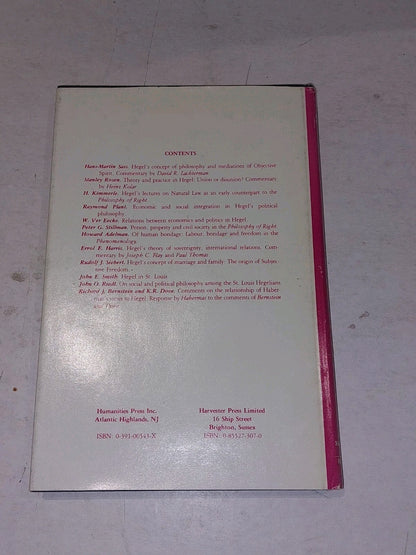 CONTENTS
Hans-Martin Sass. Hegel's concept of philosophy and mediations of Objective
Spirit. Commentary by David R. Lachterman
Stanley Rosen. Theory and practice in Hegel: Union or disunion? Commentary
by Heinz Kolar
H. Kimmerle. Hegel's lectures on Natural Law as an early counterpart to the
Philosophy of Right
Raymond Plant. Economic and social integration in Hegel's political
philosophy
W. Ver Eecke. Relations between economics and politics in Hegel.
Peter G. Stillman. Person, property and civil society in the Philosophy of Right
Howard Adelman. Of human bondage: Labour, bondage and freedom in the
Phenomenology.
Errol E. Harris. Hegel's theory of sovereignty, international relations. Com-
mentary by Joseph C. Flay and Paul Thomas
Rudolf J. Siebert. Hegel's concept of marriage and family: The origin of Subjec-
tive Freedom.
John E. Smith. Hegel in St. Louis
John O. Riedl. On social and political philosophy among the St. Louis Hegelians
Richard J. Bernstein and K.R. Dove. Comments on the relationship of Haber-
mas's views to Hegel. Response by Habermas to the comments of Bernstein
and Dove
Humanities Press Inc.
Atlantic Highlands, NJ
ISBN: 0-391-00543-X
Harvester Press Limited
16 Ship Street
Brighton, Sussex
ISBN: 0-85527-307-0